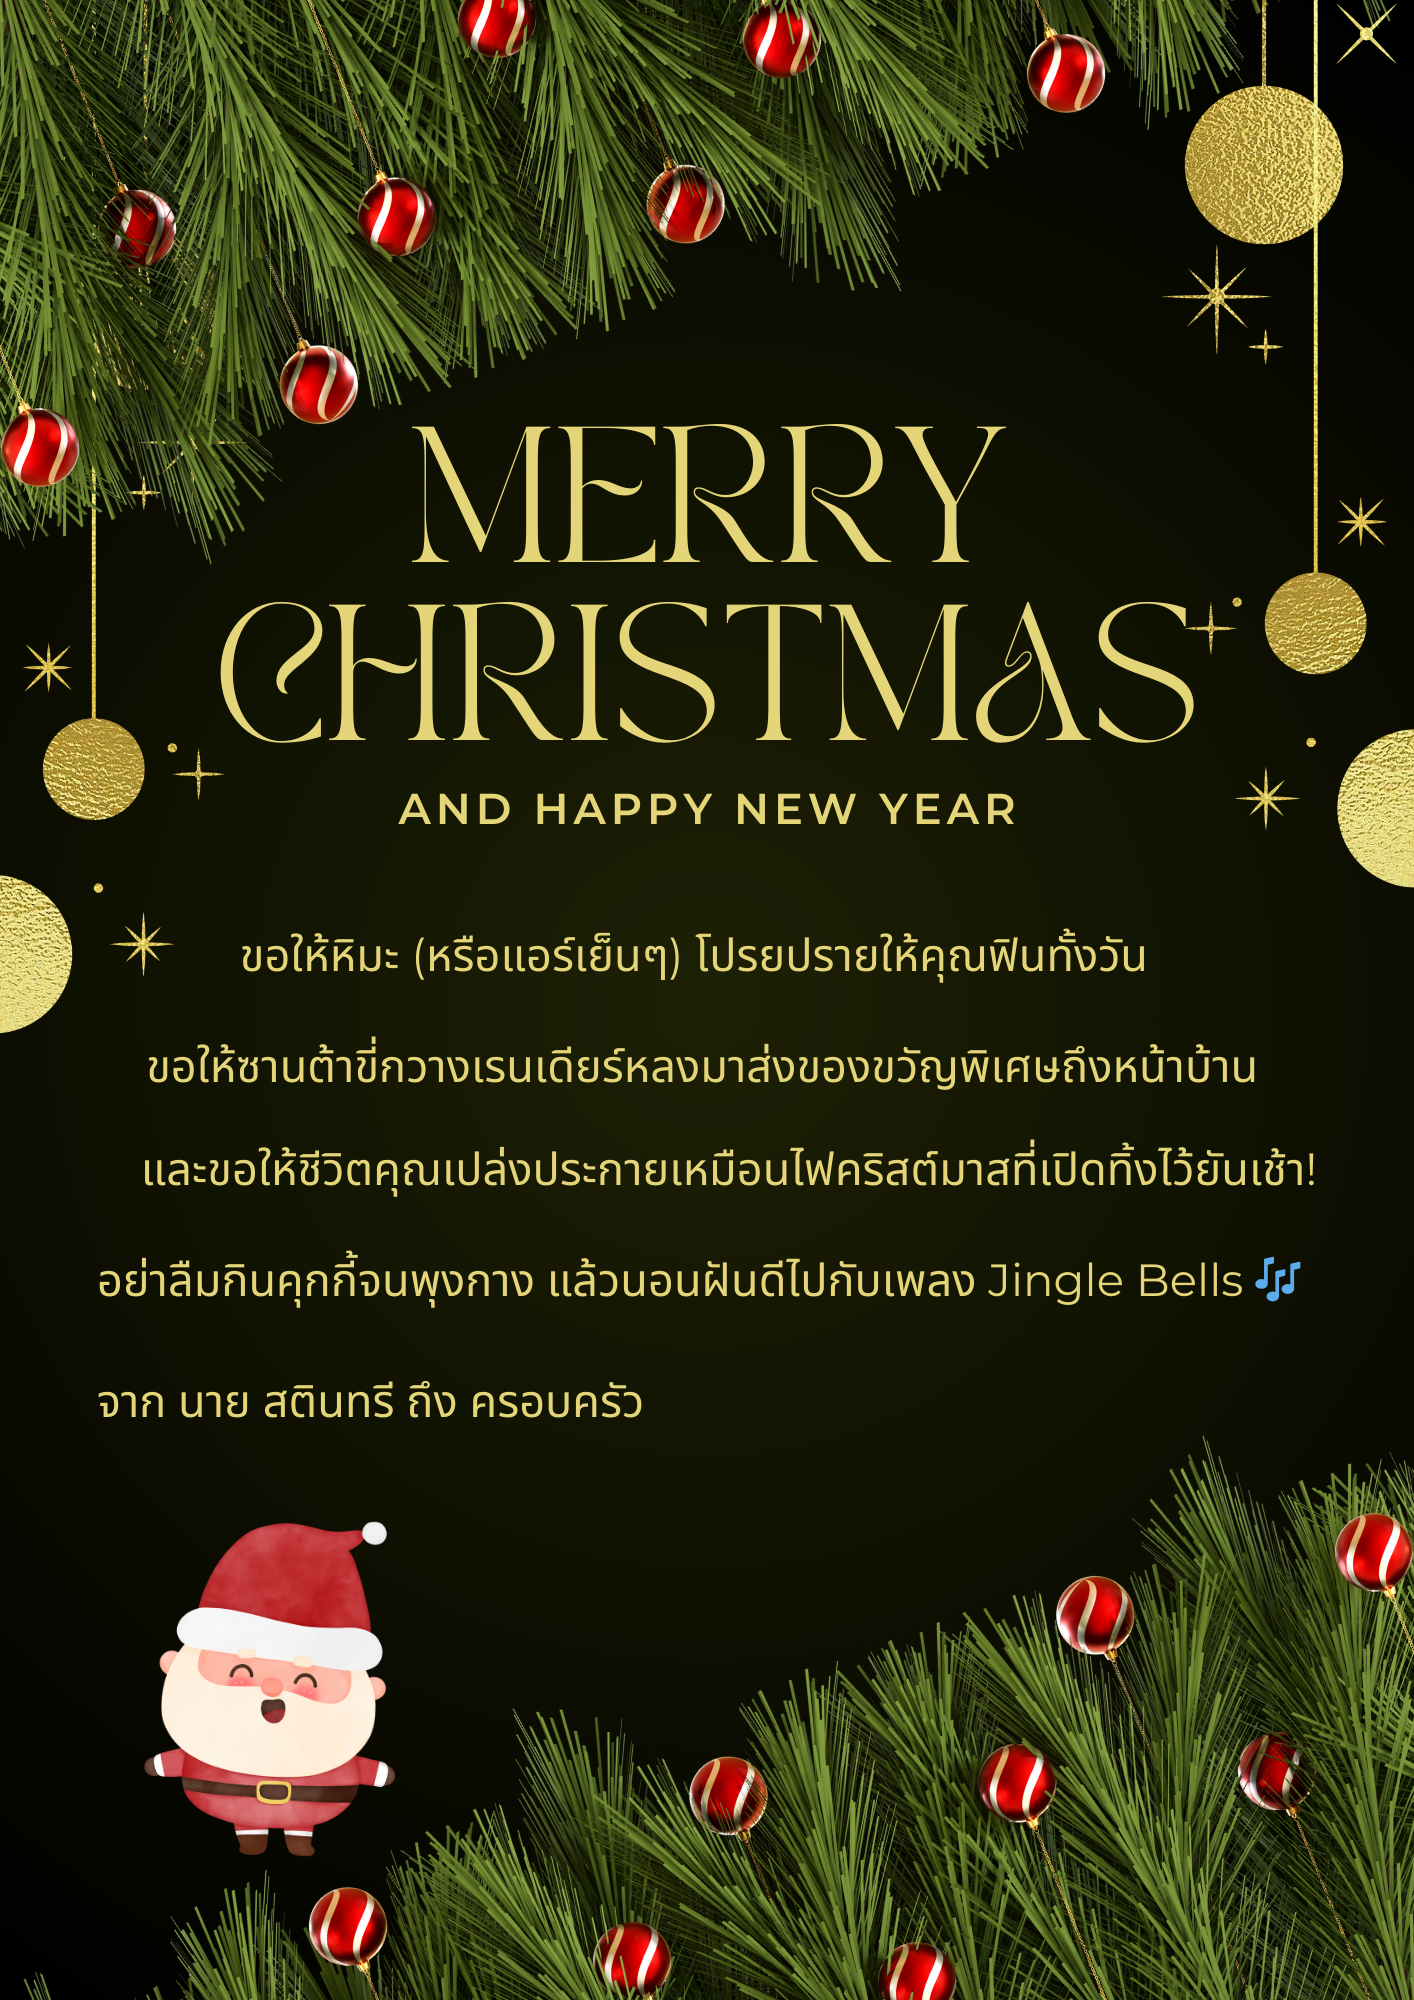 MERRY
CHRISTMAS
AND HAPPY NEW YEAR
ขอให้หิมะ (หรือแอร์เย็นๆ) โปรยปรายให้คุณฟินทั้งวัน
ขอให้ซานต้าขี่กวางเรนเดียร์หลงมาส่งของขวัญพิเศษถึงหน้าบ้าน
และขอให้ชีวิตคุณเปล่งประกายเหมือนไฟคริสต์มาสที่เปิดทิ้งไว้ยันเช้า!
อย่าลืมกินคุกกี้จนพุงกาง แล้วนอนฝันดีไปกับเพลง Jingle Bells 🎶
จาก นาย สตินทรี ถึง ครอบครัว